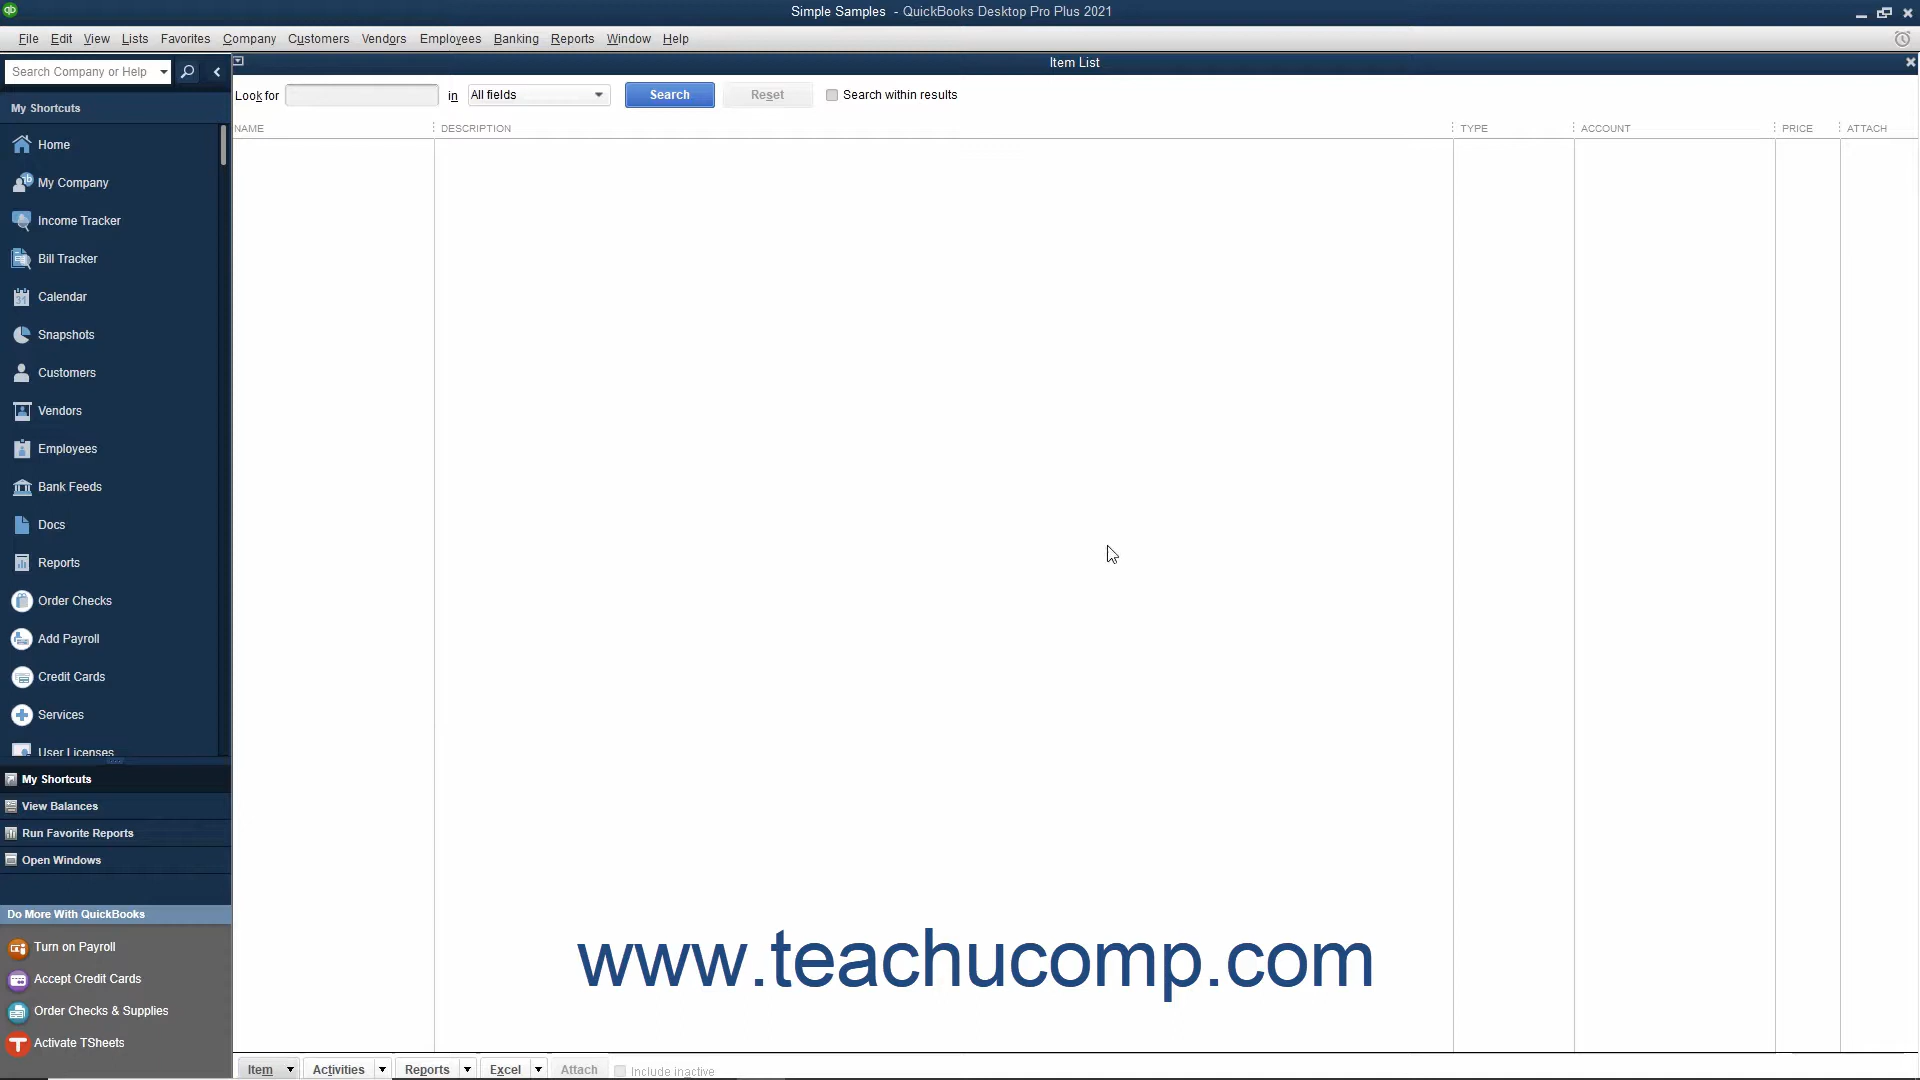 Simple Samples - QuickBooks Desktop Pro Plus 2021
File Edit View Lists Favorites Company Customers Vendors Employees Banking Reports Window Help
Search Company or Help
Item List
Look for in All fields Search Reset Search within results
My Shortcuts
NAME DESCRIPTION TYPE ACCOUNT PRICE ATTACH
Home
My Company
Income Tracker
Bill Tracker
Calendar
Snapshots
Customers
Vendors
Employees
Bank Feeds
Docs
Reports
Order Checks
Add Payroll
Credit Cards
Services
User Licenses
My Shortcuts
View Balances
Run Favorite Reports
Open Windows
Do More With QuickBooks
Turn on Payroll
Accept Credit Cards
Order Checks & Supplies
Activate TSheets
www.teachucomp.com
Item Activities Reports Excel Attach Include inactive